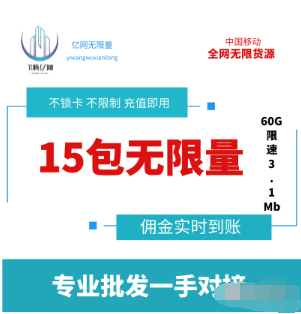 飞腾亿网
亿网无限量
yiwangwuxianliang
中国移动
全网无限货源
不锁卡 不限制 充值即用
15包无限量
60G
限
速
3
.
1
Mb
佣金实时到账
专业批发一手对接